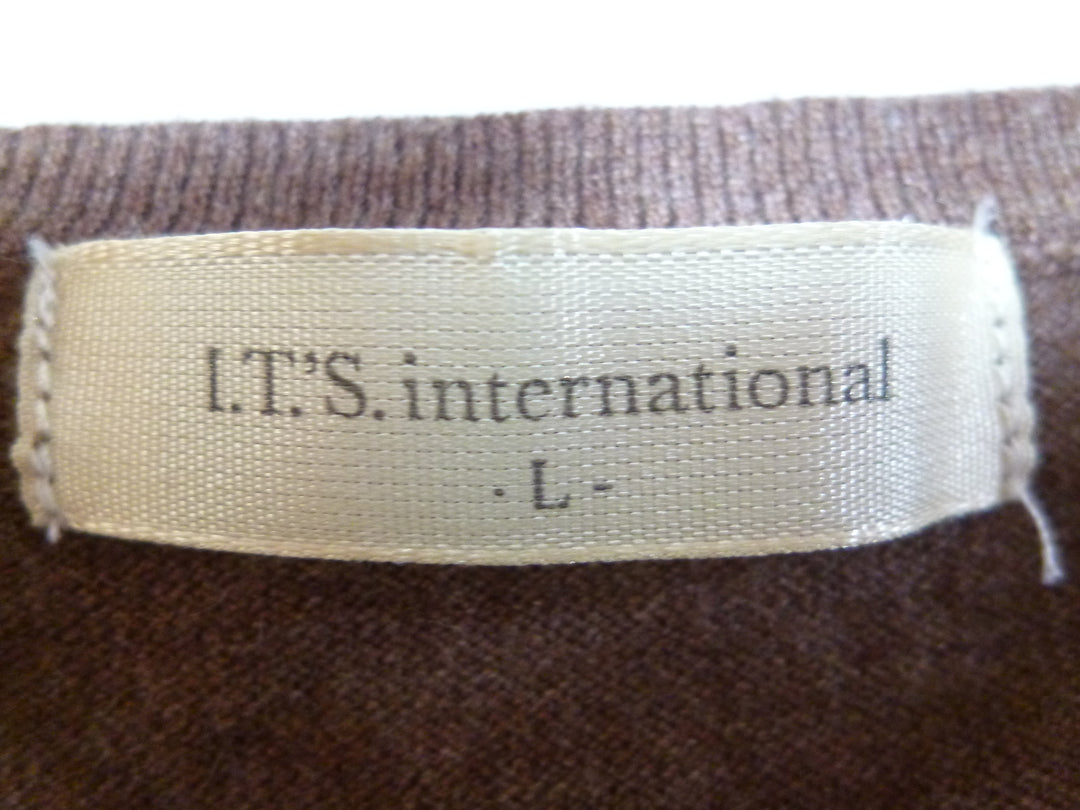 I.T.'S. international
- L -